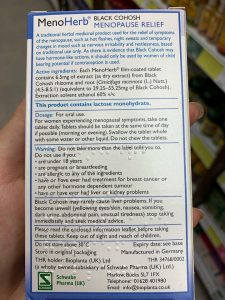 MenoHerb® BLACK COHOSH
MENOPAUSE RELIEF
A traditional herbal medicinal product used for the relief of symptoms
of the menopause, such as hot flushes, night sweats and temporary
changes in mood such as nervous irritability and restlessness, based
on traditional use only. As there is evidence that Black Cohosh may
have hormone-like actions, it should only be used by women of child
bearing potential if contraception is used.
Active ingredients: Each MenoHerb® film-coated tablet
contains 6.5mg of extract (as dry extract) from Black
Cohosh rhizome and root (Cimicifuga racemosa (L.) Nutt.)
(4.5-8.5:1) (equivalent to 29.25-55.25mg of Black Cohosh).
Extraction solvent ethanol 60% v/v.
This product contains lactose monohydrate.
Dosage: For oral use.
For women experiencing menopausal symptoms, take one
tablet daily. Tablets should be taken at the same time of day
if possible (morning or evening). Swallow the tablet whole
with some water or other liquid. Do not chew the tablets.
Warning: Do not take more than the label tells you to.
Do not use if you:
- are under 18 years
- are pregnant or breastfeeding
- are allergic to any of the ingredients
- have or have ever had treatment for breast cancer or
any other hormone dependent tumour
- have or have ever had liver or kidney problems
Black Cohosh may rarely cause liver problems. If you
become unwell (yellowing eyes/skin, nausea, vomiting,
dark urine, abdominal pain, unusual tiredness) stop taking
immediately and seek medical advice.
Please read the enclosed information leaflet before taking
these tablets. Keep out of sight and reach of children.
Do not store above 30°C
Expiry date: see base
Store in original packaging
Manufacturer and
THR holder: Bioplanta (UK) Ltd
THR 24760/0002
(a wholly owned subsidiary of Schwabe Pharma (UK) Ltd.)
Schwabe
Pharma (UK)
Marlow, Bucks SL7
Telephone: 01628 401980
Email: info@bioplanta.co.uk